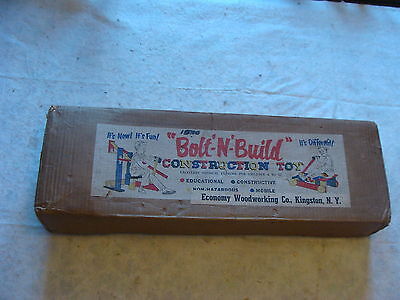 It's New! It's Fun!
"Bolt 'N' Build"
It's Different!
"CONSTRUCTION TOY"
EDUCATIONAL CONSTRUCTIVE
NON-HAZARDOUS MOBILE
Economy Woodworking Co., Kingston, N. Y.